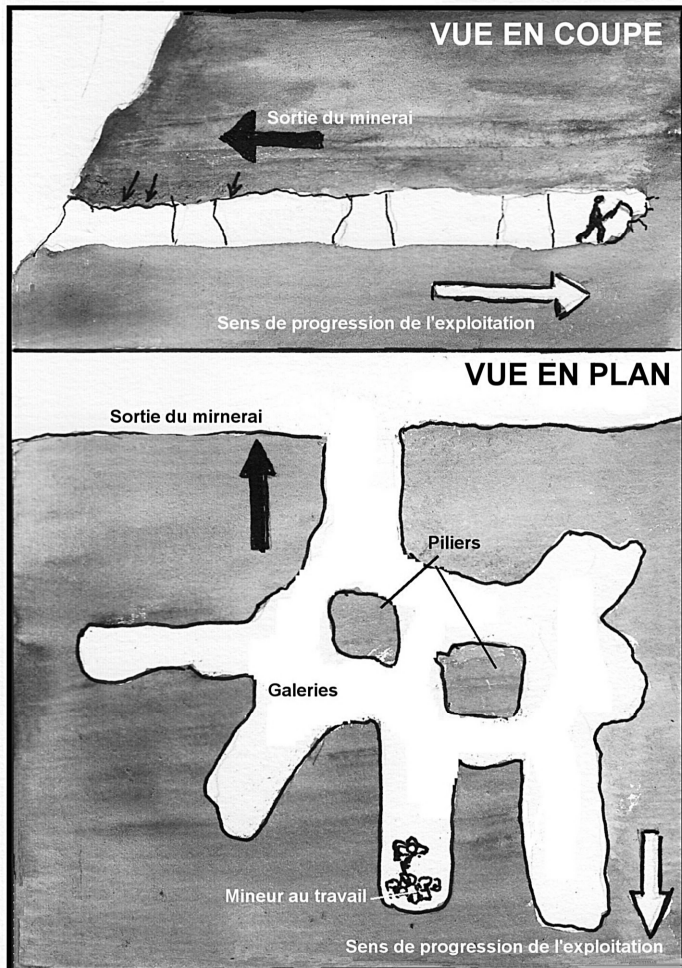 VUE EN COUPE
Sortie du minerai
Sens de progression de l'exploitation
VUE EN PLAN
Sortie du mirnerai
Piliers
Galeries
Mineur au travail
Sens de progression de l'exploitation